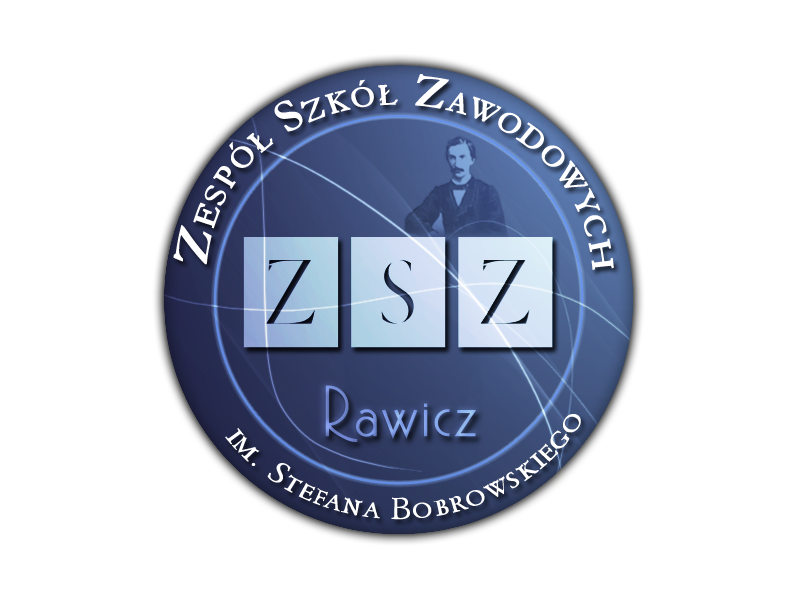 Zespół Szkół Zawodowych
ZSZ
Rawicz
im. Stefana Bobrowskiego